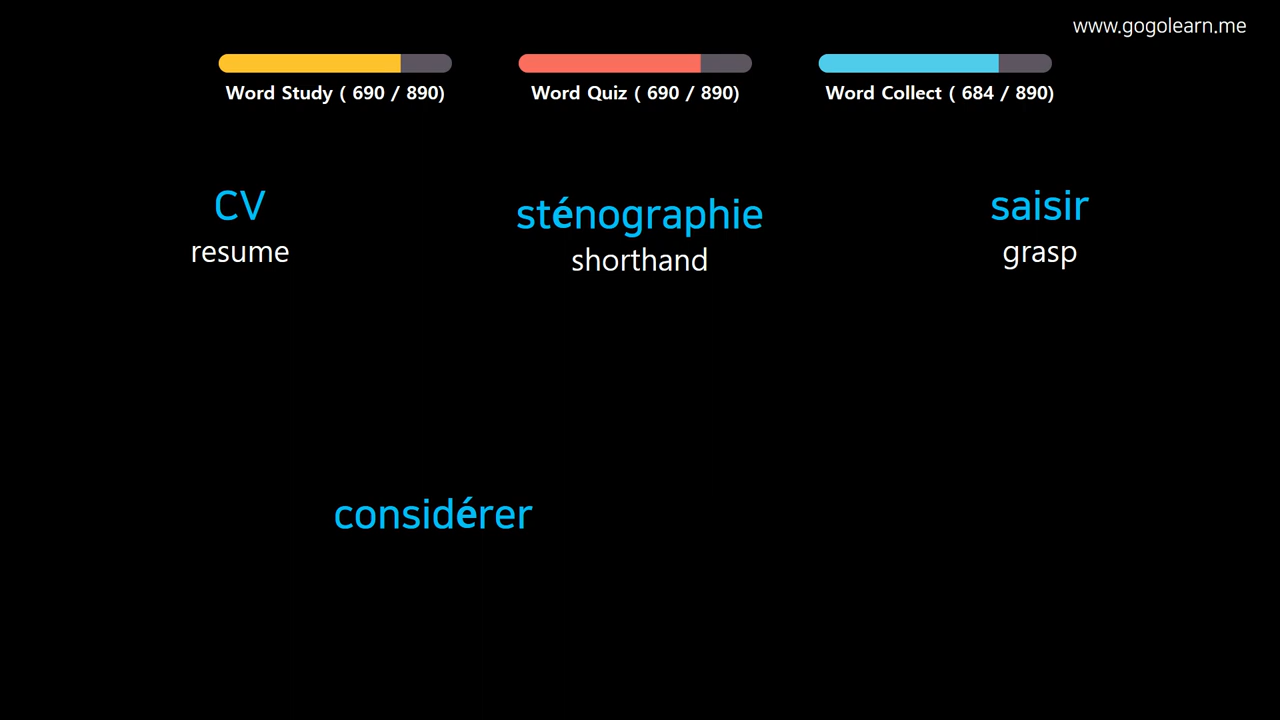 www.gogolearn.me
Word Study ( 690 / 890)
Word Quiz ( 690 / 890)
Word Collect ( 684 / 890)
CV
resume
sténographie
shorthand
saisir
grasp
considérer